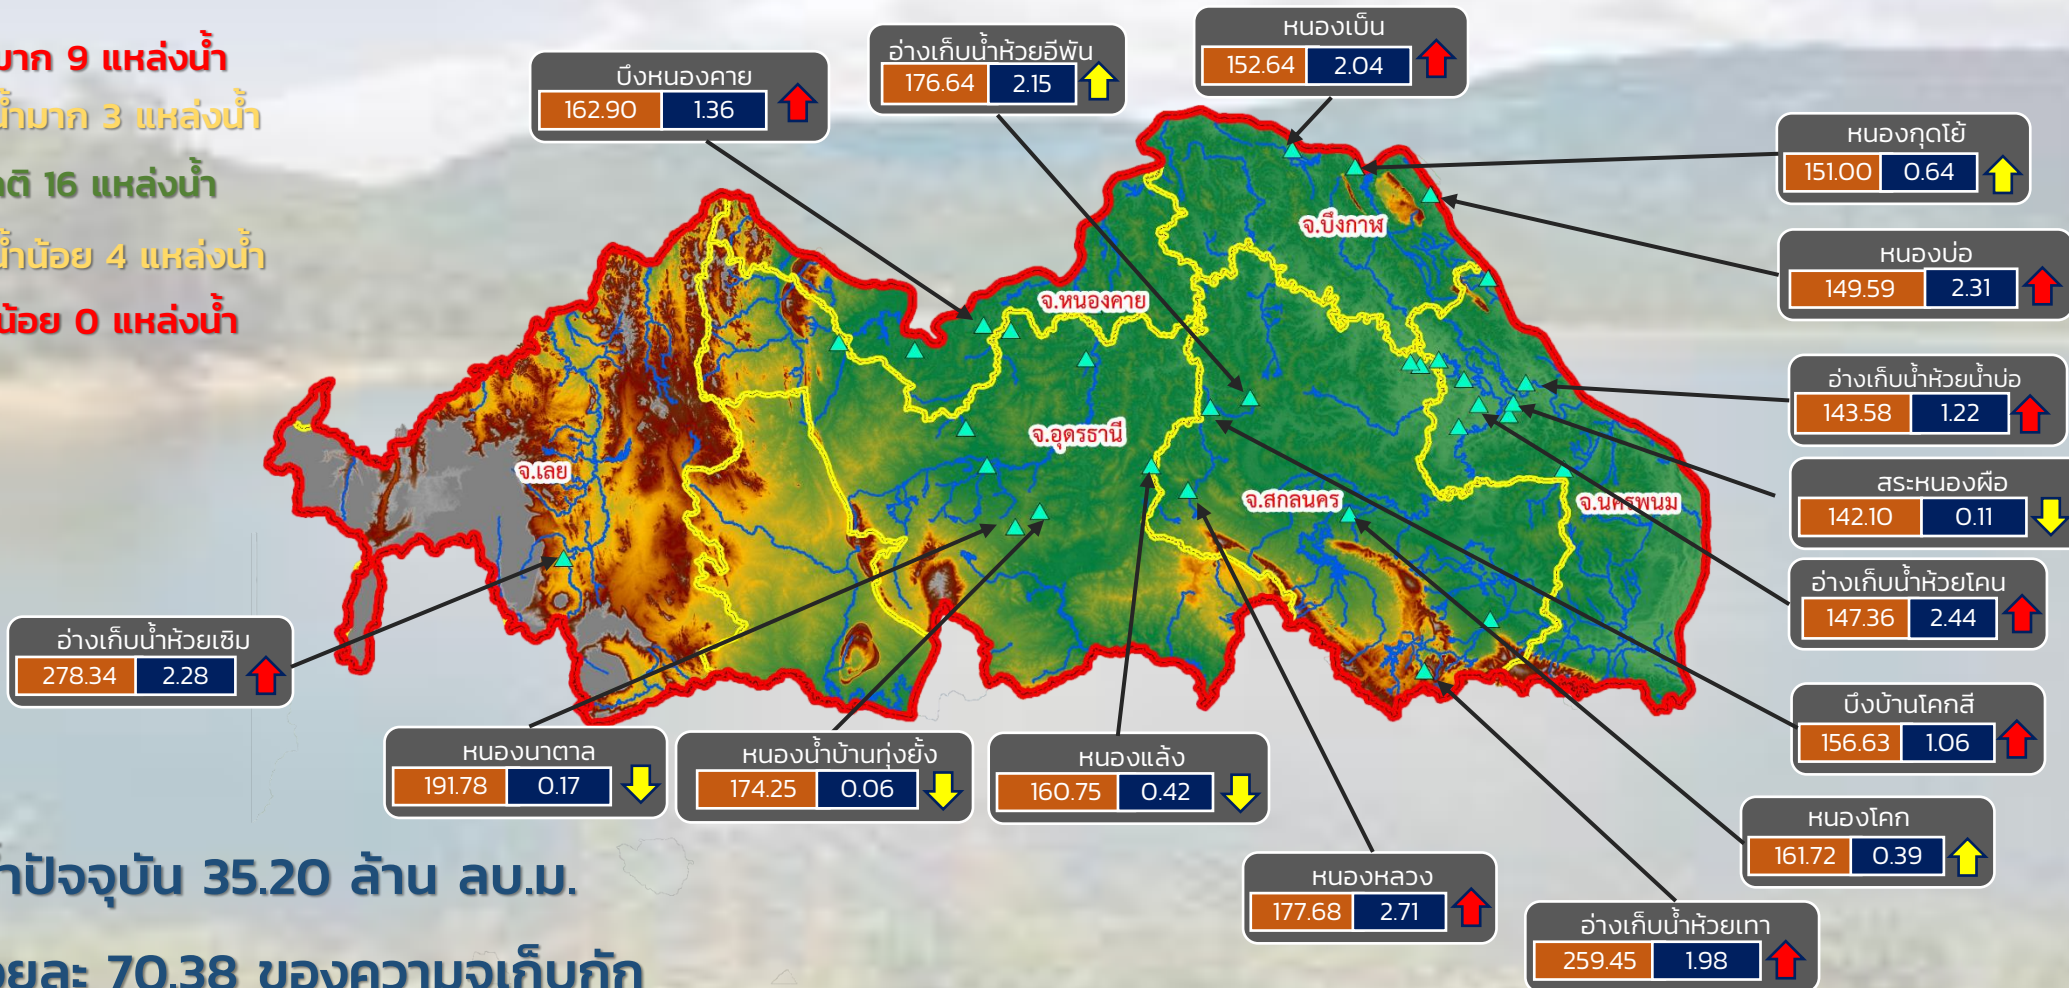 มาก 9 แหล่งน้ำ
น้ำมาก 3 แหล่งน้ำ
16 แหล่งน้ำ
น้ำน้อย 4 แหล่งน้ำ
น้อย 0 แหล่งน้ำ
บึงหนองคาย
162.90 1.36
อ่างเก็บน้ำห้วยอีพัน
176.64 2.15
หนองเบ็น
152.64 2.04
หนองกุดโย้
151.00 0.64
หนองบ่อ
149.59 2.31
อ่างเก็บน้ำห้วยน้ำบ่อ
143.58 1.22
สระหนองผือ
142.10 0.11
อ่างเก็บน้ำห้วยโคน
147.36 2.44
บึงบ้านโคกสี
156.63 1.06
หนองโคก
161.72 0.39
อ่างเก็บน้ำห้วยเทา
259.45 1.98
หนองหลวง
177.68 2.71
หนองแล้ง
160.75 0.42
หนองน้ำบ้านทุ่งยั้ง
174.25 0.06
หนองนาตาล
191.78 0.17
อ่างเก็บน้ำห้วยเชิม
278.34 2.28
จ.บึงกาฬ
จ.หนองคาย
จ.อุดรธานี
จ.เลย
จ.สกลนคร
จ.นครพนม
น้ำปัจจุบัน 35.20 ล้าน ลบ.ม.
70.38 ของความจุเก็บกัก